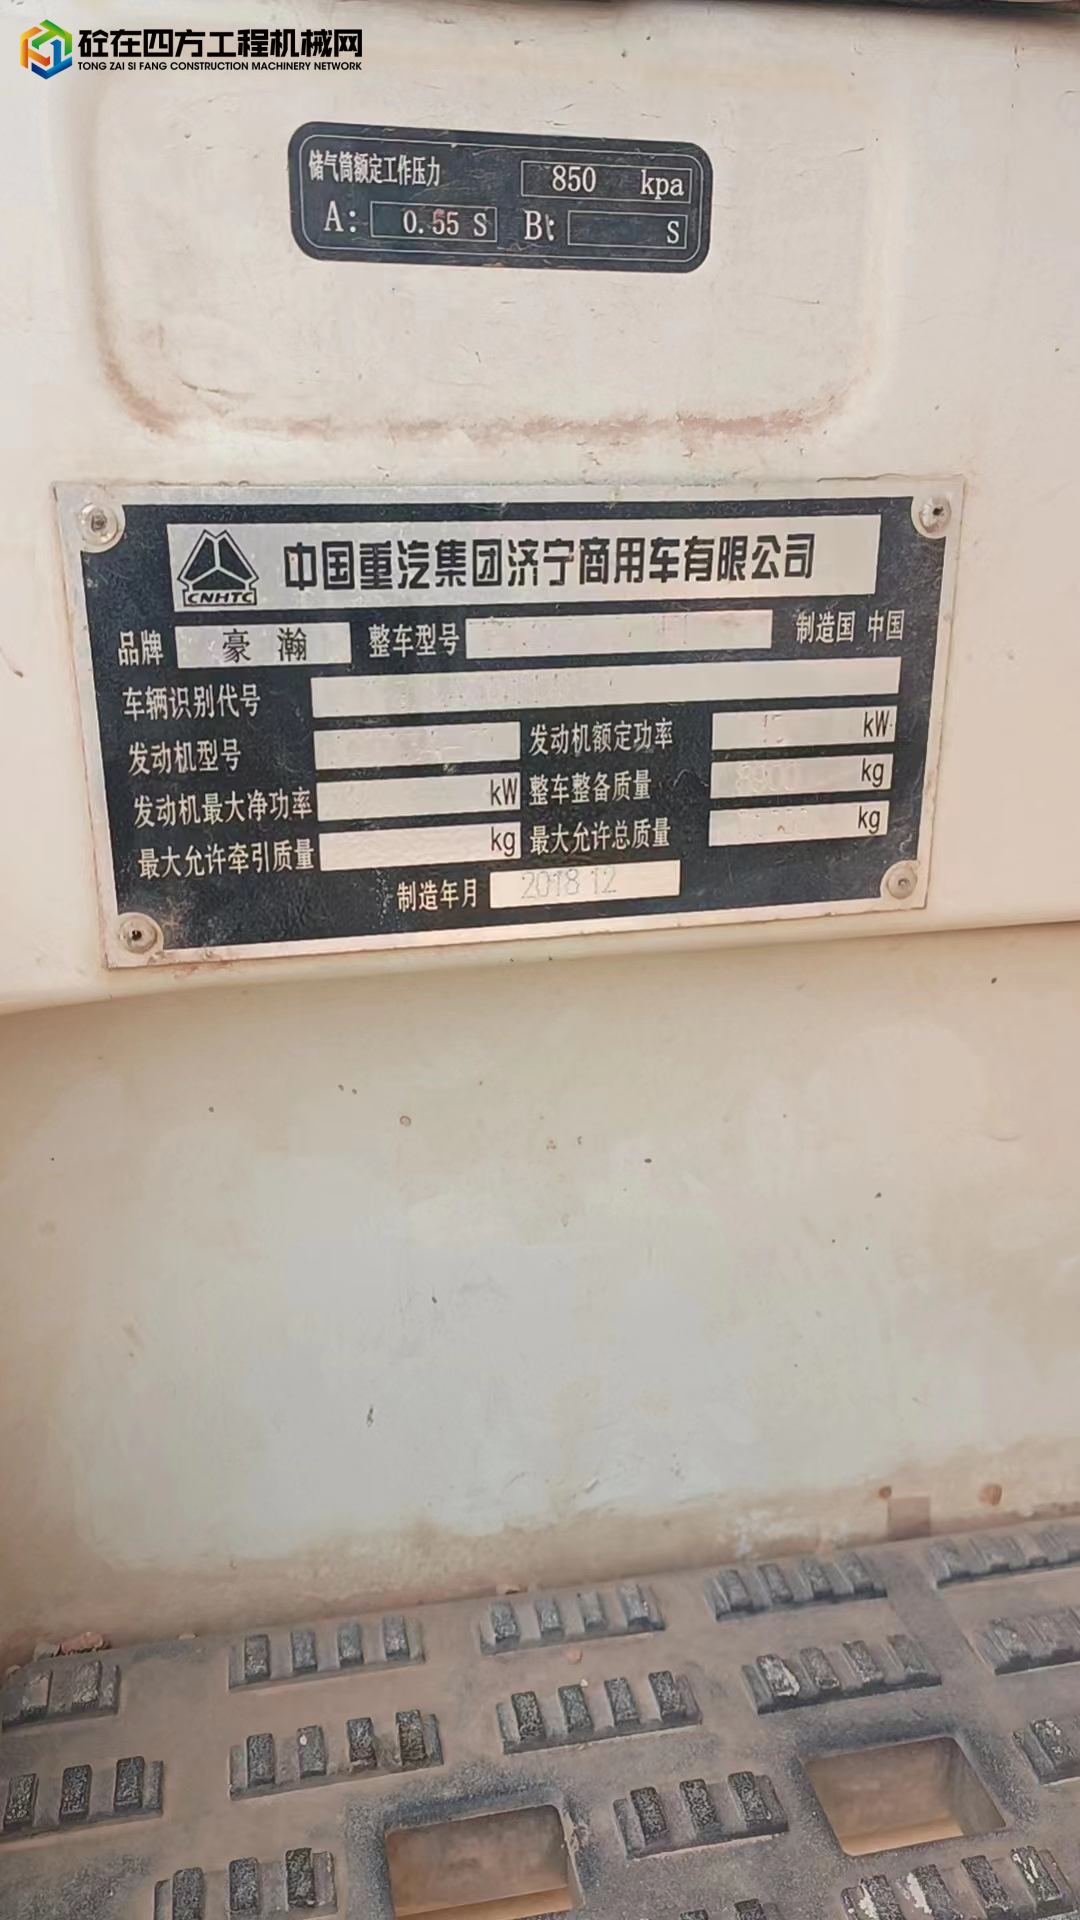 砼在四方工程机械网
TONG ZAI SI FANG CONSTRUCTION MACHINERY NETWORK
储气筒额定工作压力 850 kpa
A: 0.55 S B: S
中国重汽集团济宁商用车有限公司
CNHTC
品牌 豪瀚 整车型号 制造国 中国
车辆识别代号
发动机型号 发动机额定功率 kW
发动机最大净功率 kW 整车整备质量 kg
最大允许牵引质量 kg 最大允许总质量 kg
制造年月 2018 12